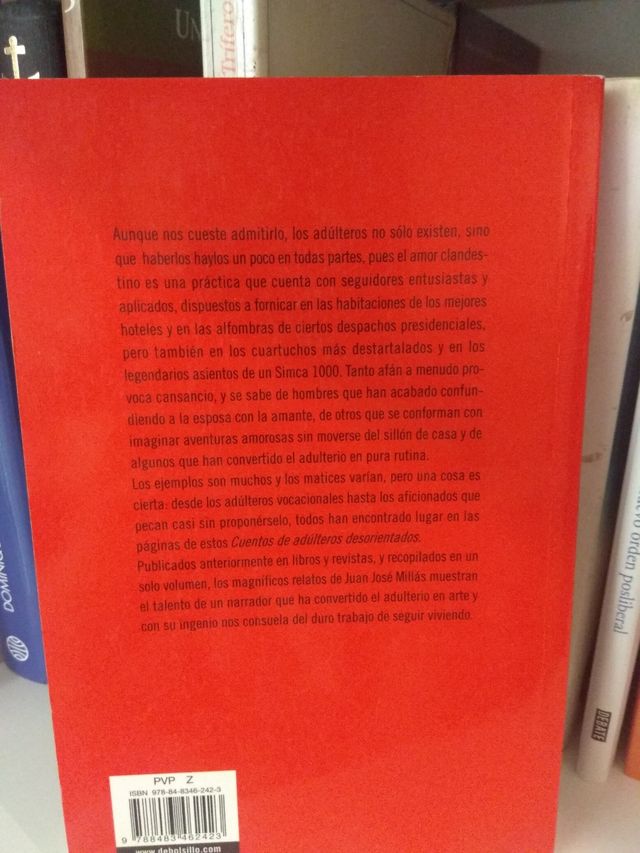 UN
Trífero
Aunque nos cueste admitirlo, los adúlteros no sólo existen, sino
que haberlos haylos un poco en todas partes, pues el amor clandes-
tino es una práctica que cuenta con seguidores entusiastas y
aplicados, dispuestos a fornicar en las habitaciones de los mejores
hoteles y en las alfombras de ciertos despachos presidenciales,
pero también en los cuartuchos más destartalados y en los
legendarios asientos de un Simca 1000. Tanto afán a menudo pro-
voca cansancio, y se sabe de hombres que han acabado confun-
diendo a la esposa con la amante, de otros que se conforman con
imaginar aventuras amorosas sin moverse del sillón de casa y de
algunos que han convertido el adulterio en pura rutina.
Los ejemplos son muchos y los matices varían, pero una cosa es
cierta: desde los adúlteros vocacionales hasta los aficionados que
pecan casi sin proponérselo, todos han encontrado lugar en las
páginas de estos Cuentos de adúlteros desorientados.
Publicados anteriormente en libros y revistas, y recopilados en un
solo volumen, los magníficos relatos de Juan José Millás muestran
el talento de un narrador que ha convertido el adulterio en arte y
con su ingenio nos consuela del duro trabajo de seguir viviendo.
PVP Z
ISBN 978-84-8346-242-3
9 788483 462423
www.debolsillo.com
orden posliberal
DEBATE